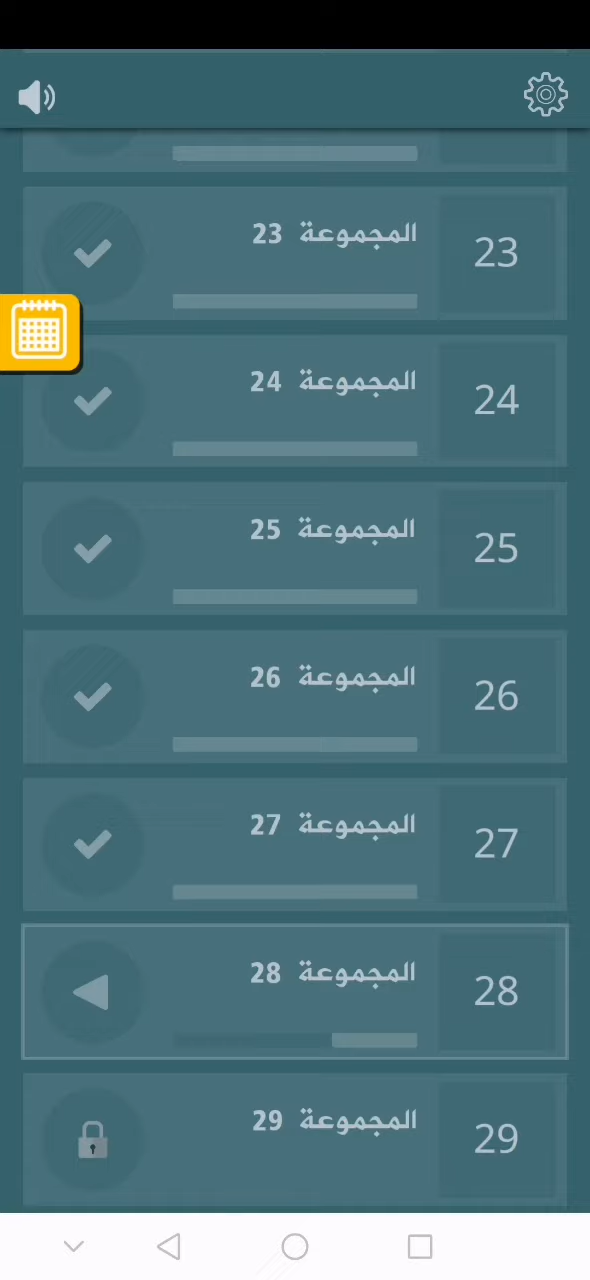 المجموعة 23
23
المجموعة 24
24
المجموعة 25
25
المجموعة 26
26
المجموعة 27
27
المجموعة 28
28
المجموعة 29
29